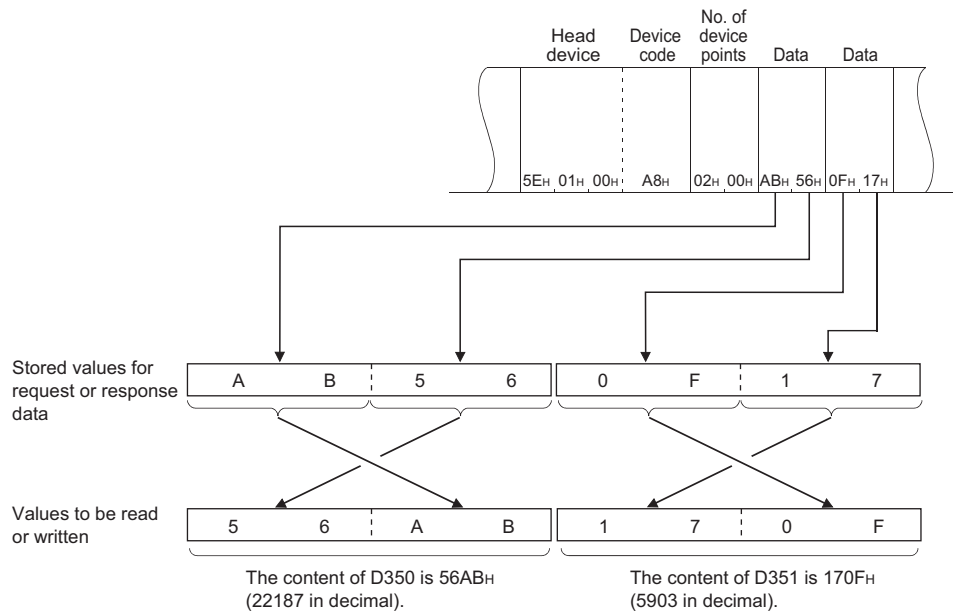 Head device
Device code
No. of device points
Data
Data
5EH 01H 00H A8H 02H 00H ABH 56H 0FH 17H
Stored values for
request or response
data
A B 5 6 0 F 1 7
Values to be read
or written
5 6 A B 1 7 0 F
The content of D350 is 56ABH
(22187 in decimal).
The content of D351 is 170FH
(5903 in decimal).